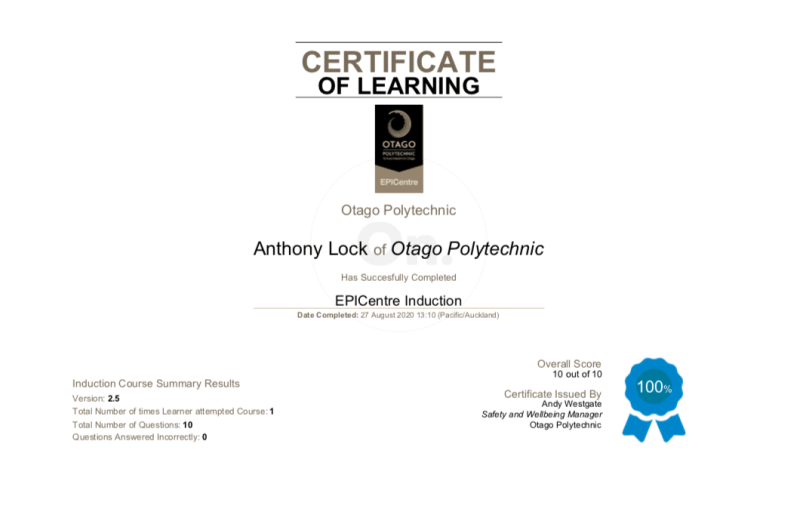 CERTIFICATE
OF LEARNING
OTAGO
POLYTECHNIC
EPICentre
Otago Polytechnic
On.
Anthony Lock of Otago Polytechnic
Has Succesfully Completed
EPICentre Induction
Date Completed: 27 August 2020 13:10 (Pacific/Auckland)
Induction Course Summary Results
Version: 2.5
Total Number of times Learner attempted Course: 1
Total Number of Questions: 10
Questions Answered Incorrectly: 0
Overall Score
10 out of 10
Certificate Issued By
Andy Westgate
Safety and Wellbeing Manager
Otago Polytechnic
100%